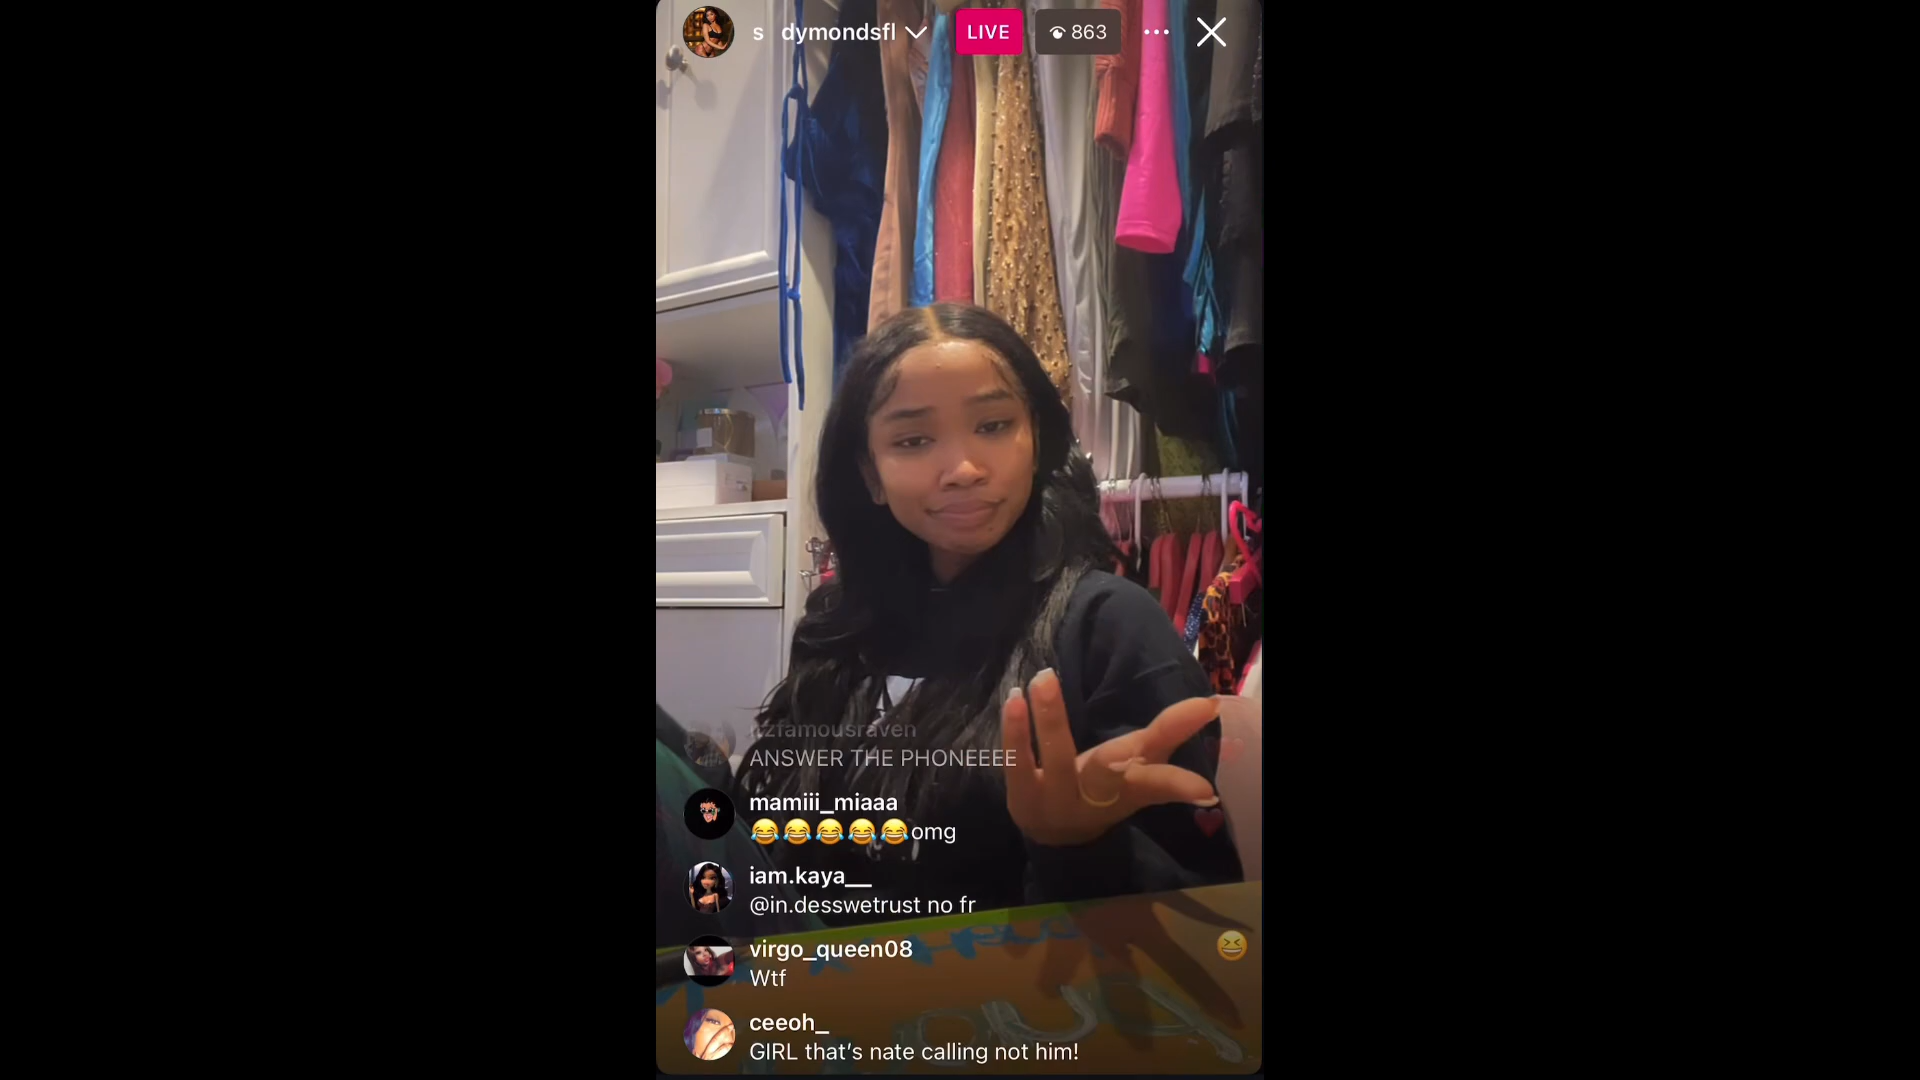 s dymondsfl LIVE 863
zfamousraven
ANSWER THE PHONEEEE
mamiii_miaaa
😂😂😂😂😂omg
iam.kaya__
@in.desswetrust no fr
virgo_queen08
Wtf
ceeoh_
GIRL that's nate calling not him!